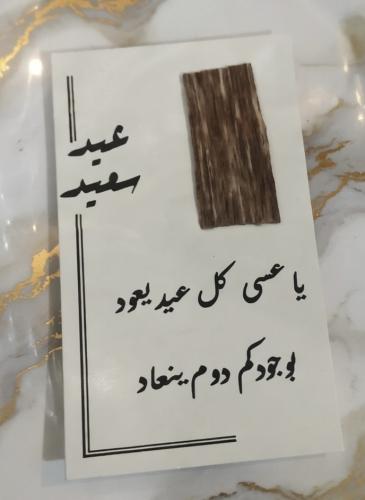 عيد
سعيد
يا عسى كل عيد يعود
بوجودكم دوم ينعاد